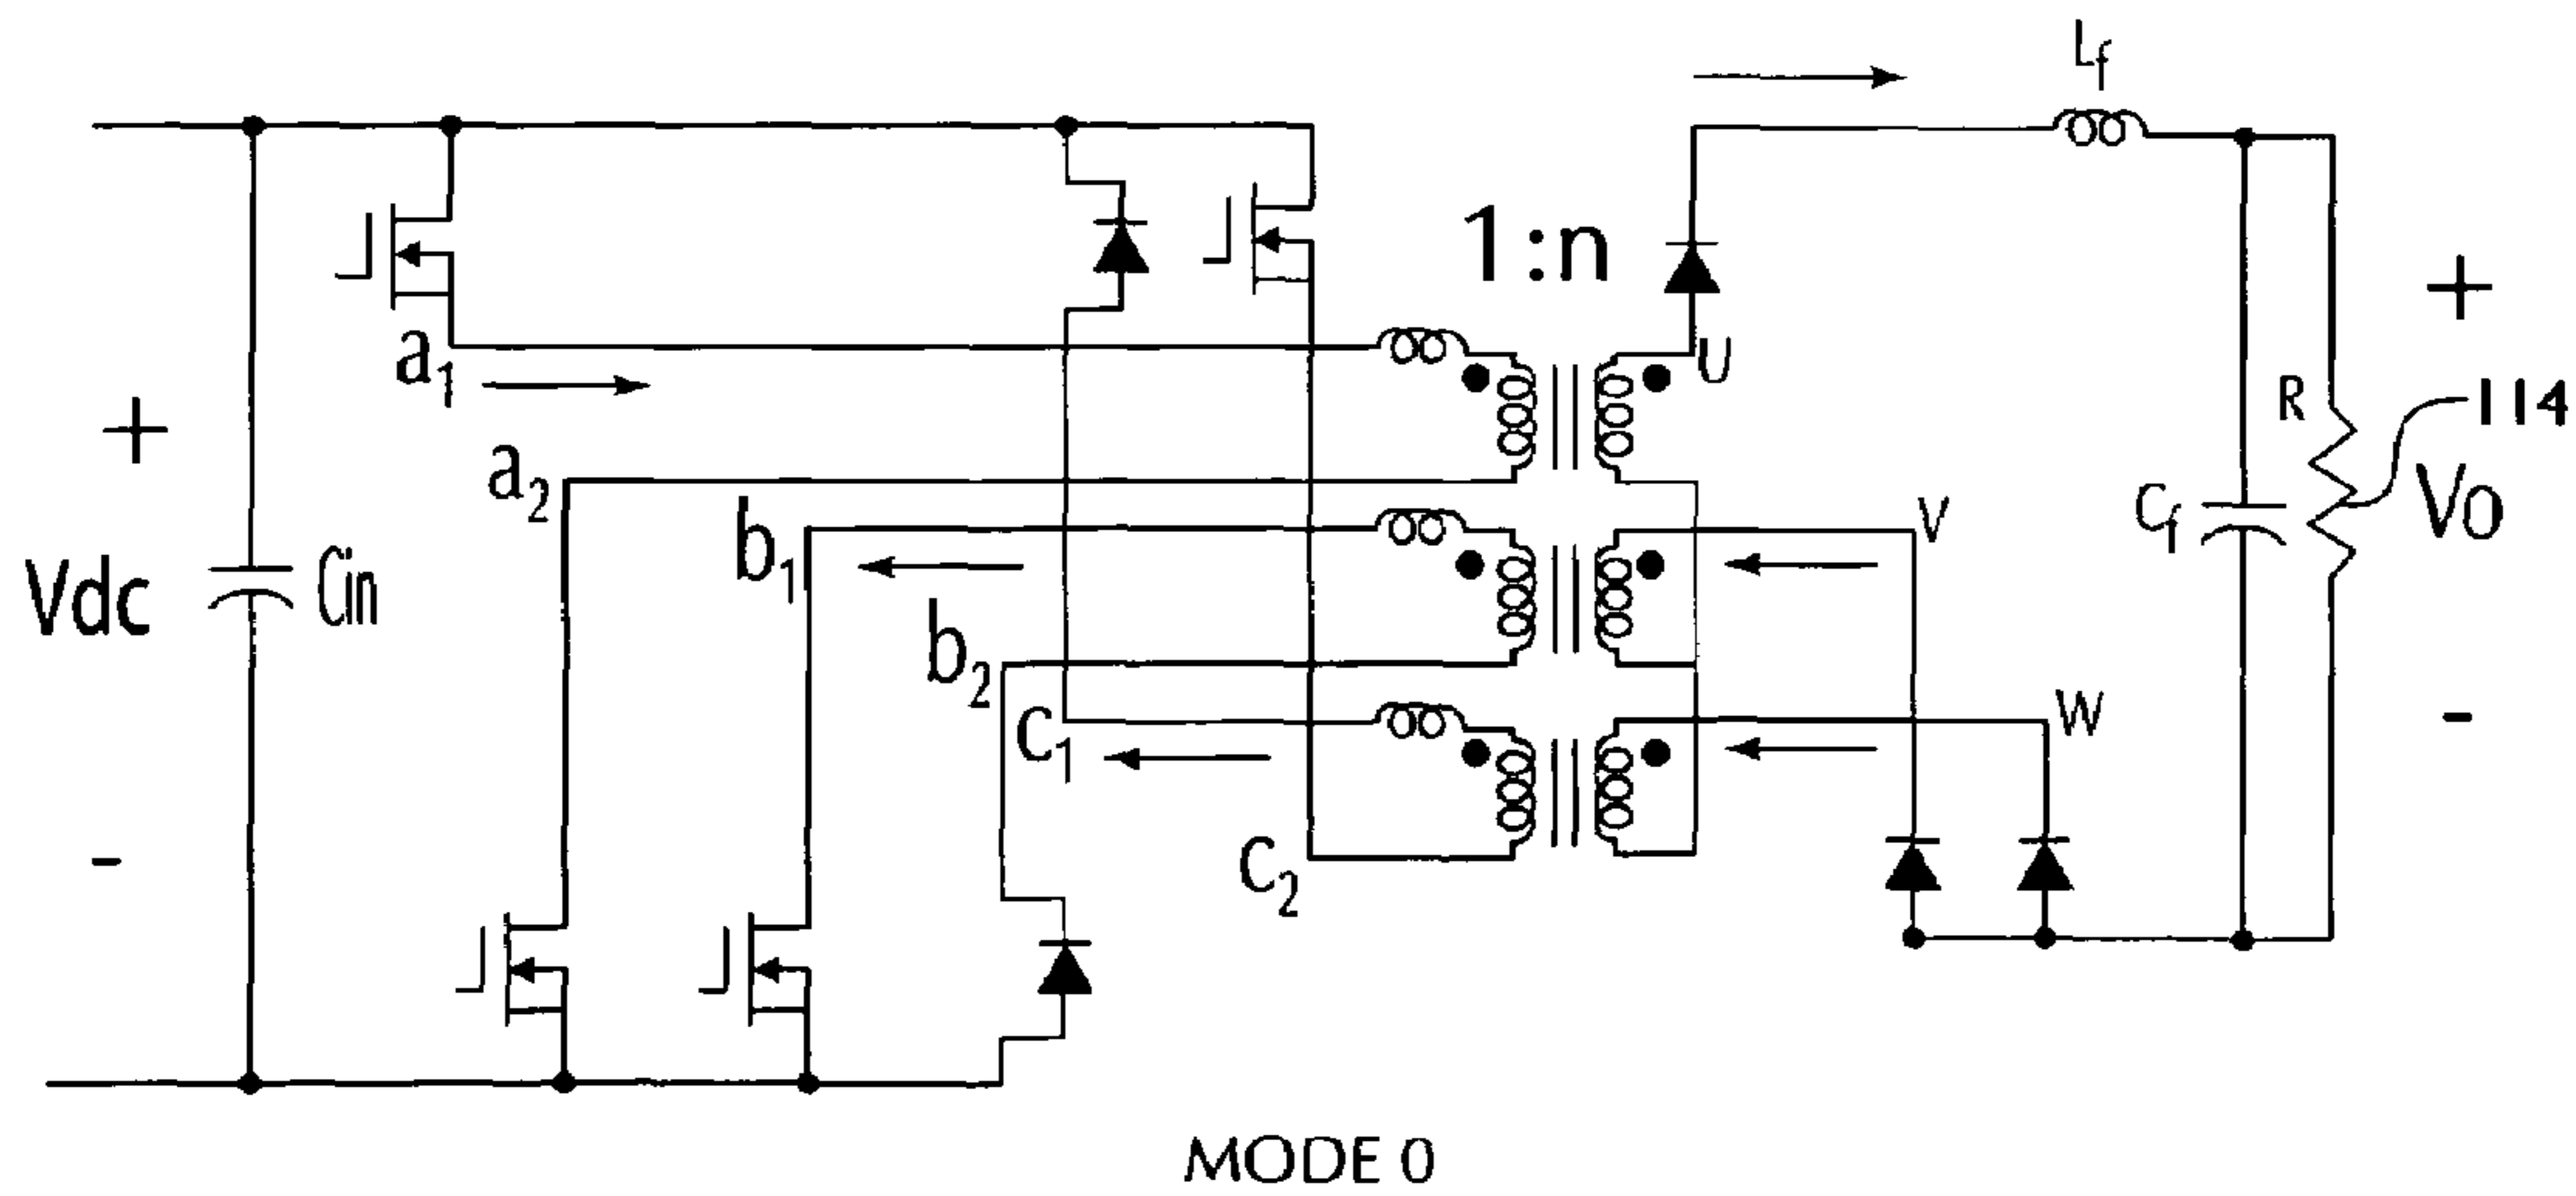 Lf
1:n
a1
U
+
+
R
114
a2
b1
V
Cf
Vo
Vdc
Cin
b2
c1
W
-
-
c2
MODE 0